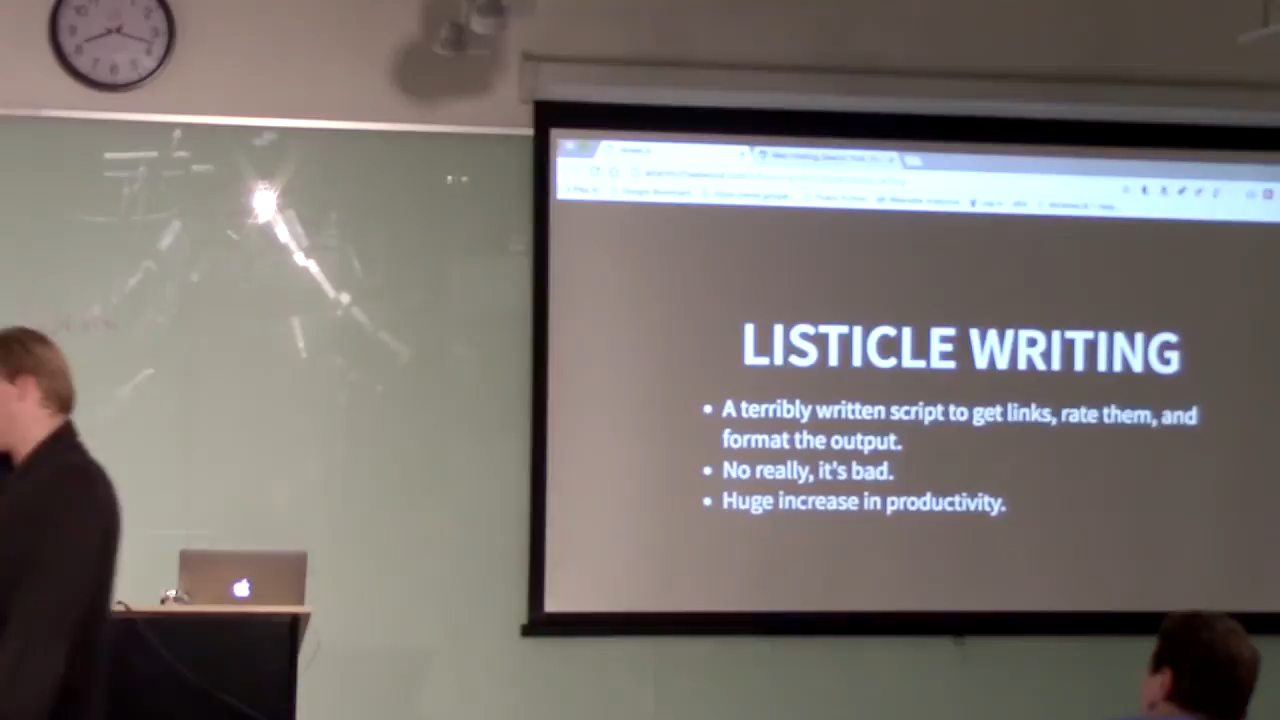 LISTICLE WRITING
• A terribly written script to get links, rate them, and
format the output.
• No really, it's bad.
• Huge increase in productivity.